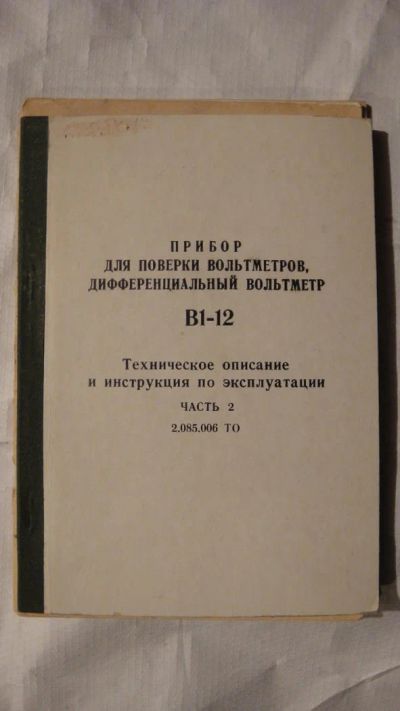 ПРИБОР
ДЛЯ ПОВЕРКИ ВОЛЬТМЕТРОВ,
ДИФФЕРЕНЦИАЛЬНЫЙ ВОЛЬТМЕТР
В1-12
Техническое описание
и инструкция по эксплуатации
ЧАСТЬ 2
2.085.006 ТО